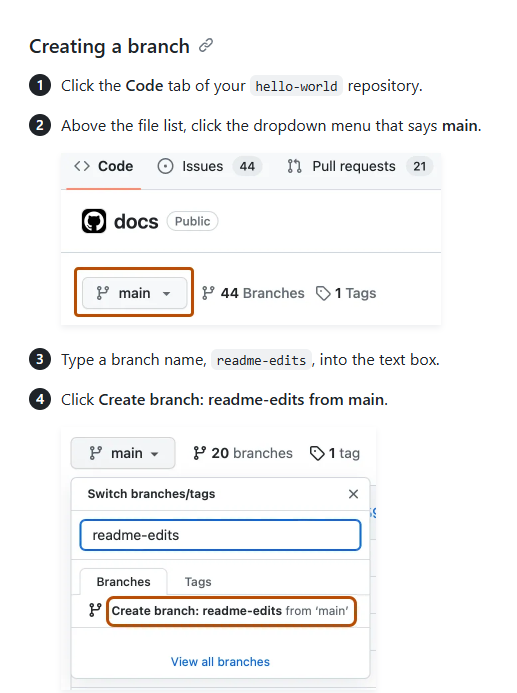 Creating a branch
1 Click the Code tab of your hello-world repository.
2 Above the file list, click the dropdown menu that says main.
Code Issues 44 Pull requests 21
docs Public
main 44 Branches 1 Tags
3 Type a branch name, readme-edits, into the text box.
4 Click Create branch: readme-edits from main.
main 20 branches 1 tag
Switch branches/tags
readme-edits
Branches Tags
Create branch: readme-edits from ‘main’
View all branches